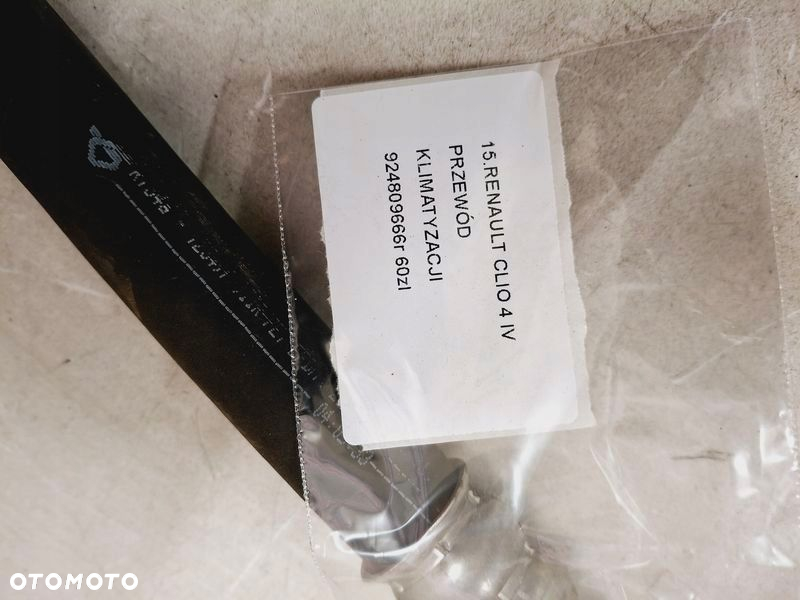 15.RENAULT CLIO 4 IV
PRZEWÓD
KLIMATYZACJI
924809666r 60zl
OTOMOTO